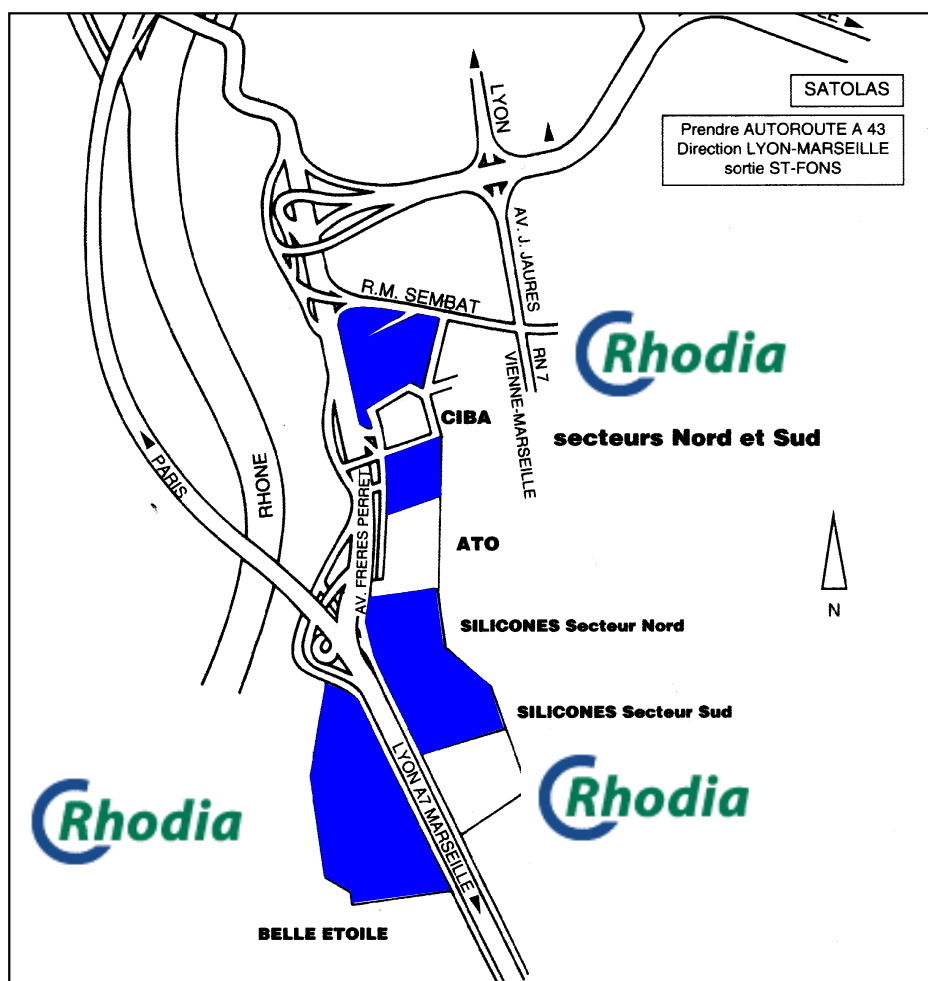 SATOLAS
Prendre AUTOROUTE A 43
Direction LYON-MARSEILLE
sortie ST-FONS
LYON
AV. J. JAURES
R.M. SEMBAT
RN 7
VIENNE-MARSEILLE
Rhodia
secteurs Nord et Sud
CIBA
PARIS
RHONE
AV. FRERES PERRET
ATO
N
SILICONES Secteur Nord
SILICONES Secteur Sud
LYON A7 MARSEILLE
Rhodia
Rhodia
BELLE ETOILE